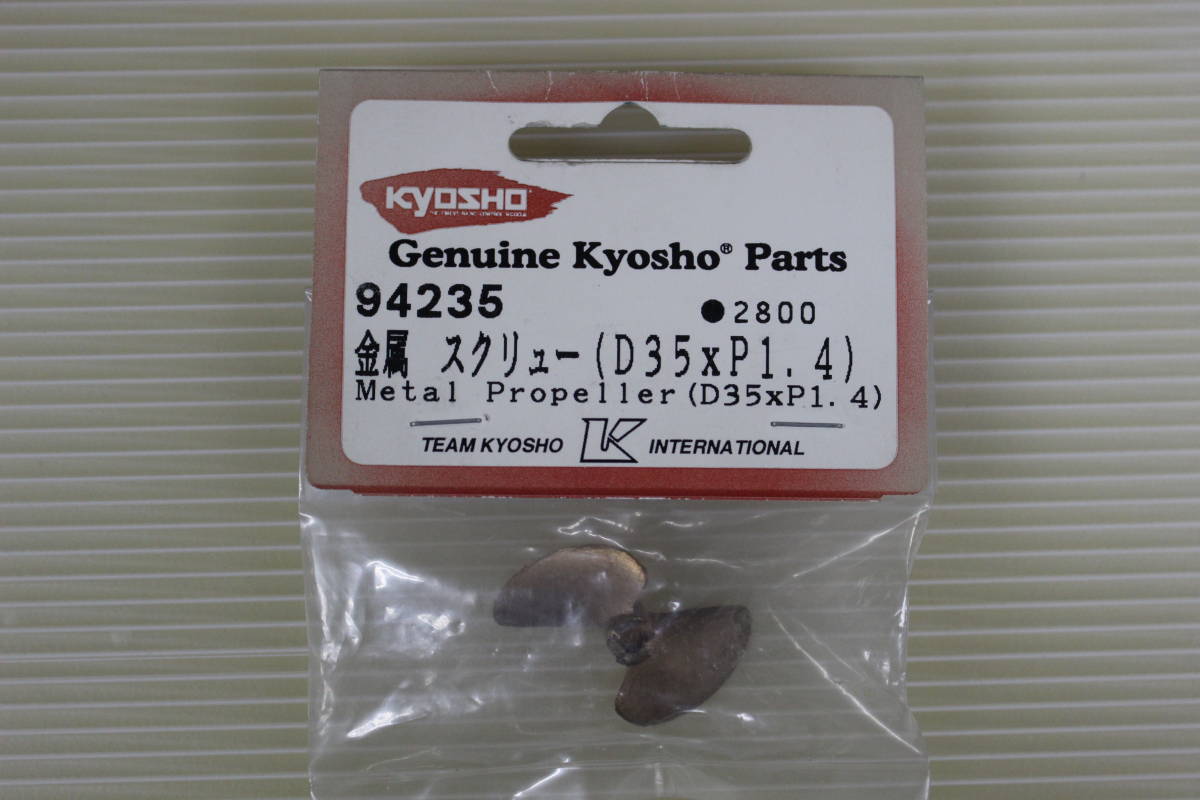 KYOSHO
Genuine Kyosho® Parts
94235 ●2800
金属 スクリュー(D35xP1.4)
Metal Propeller(D35xP1.4)
TEAM KYOSHO K INTERNATIONAL